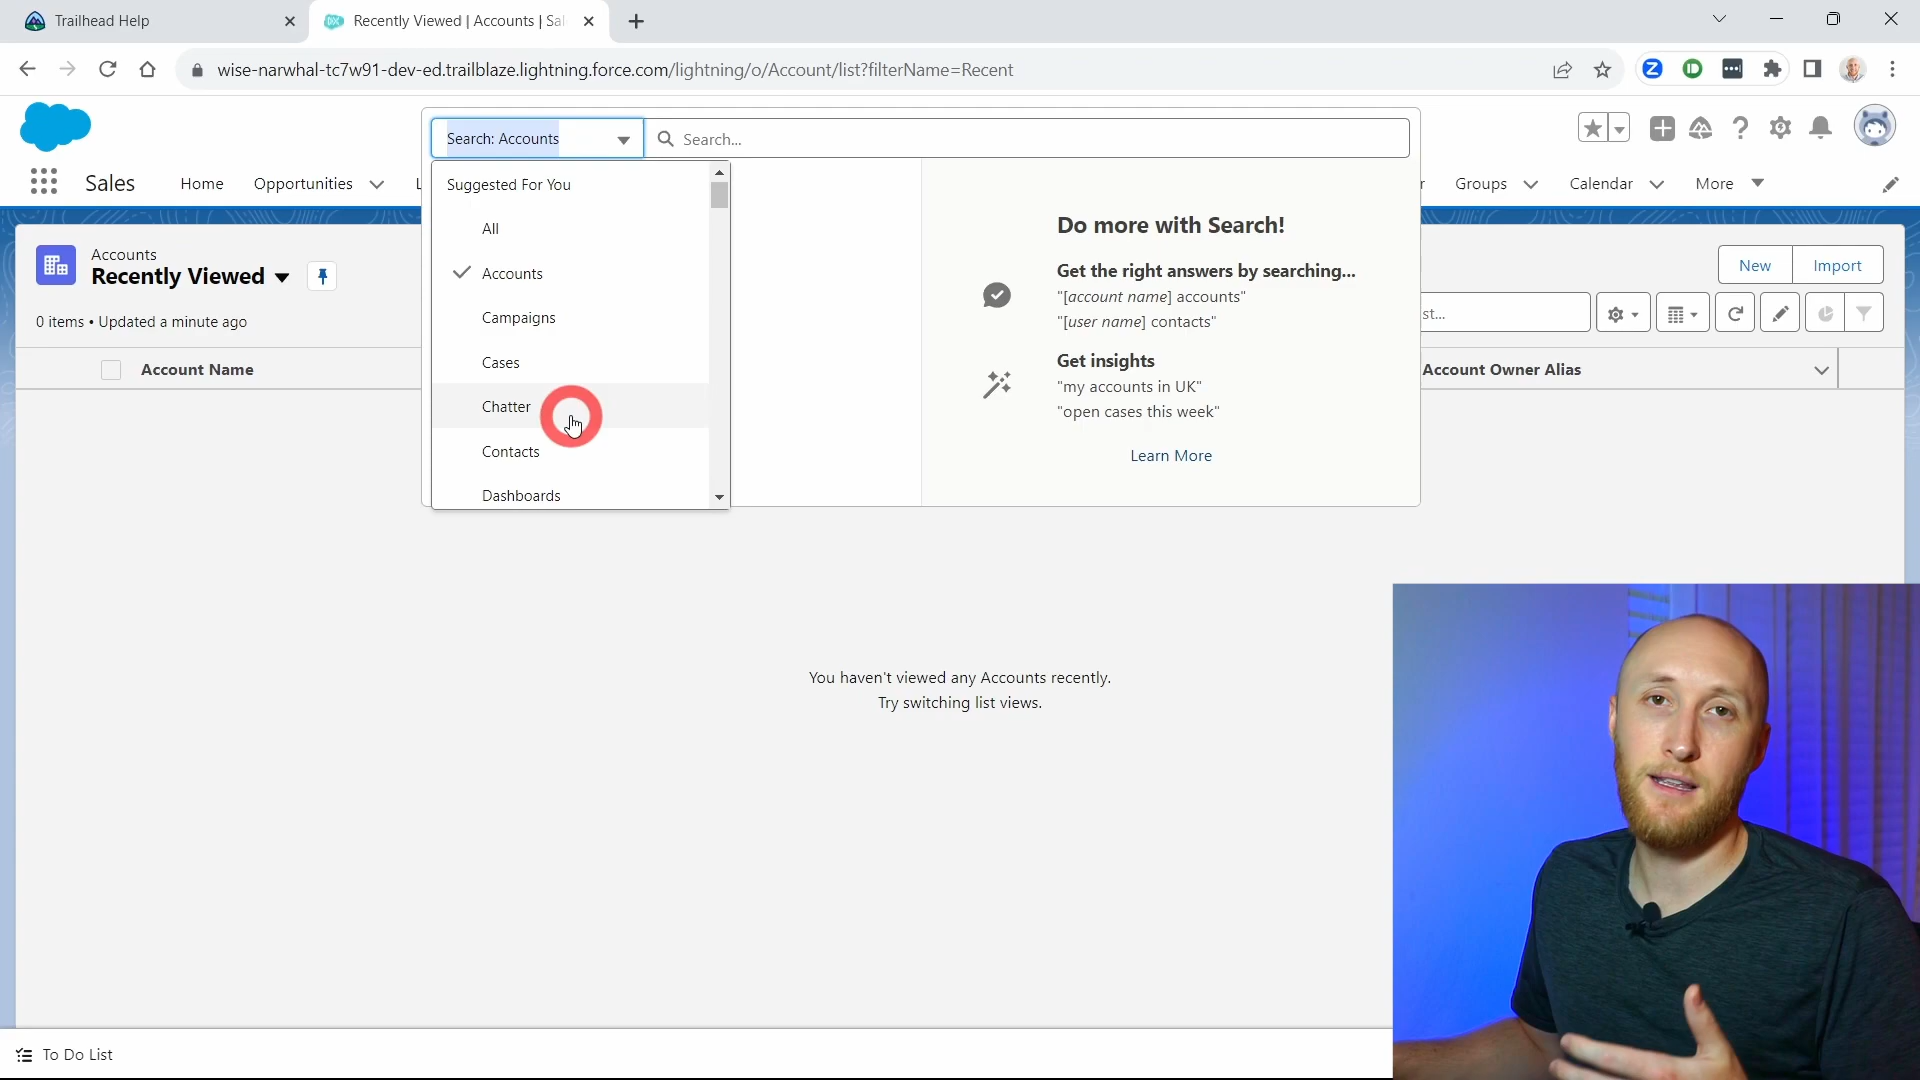 Trailhead Help
Recently Viewed | Accounts | Sal
wise-narwhal-tc7w91-dev-ed.trailblaze.lightning.force.com/lightning/o/Account/list?filterName=Recent
Search: Accounts
Search...
Sales
Home
Opportunities
Groups
Calendar
More
Suggested For You
All
Accounts
Campaigns
Cases
Chatter
Contacts
Dashboards
Do more with Search!
Get the right answers by searching...
"[account name] accounts"
"[user name] contacts"
Get insights
"my accounts in UK"
"open cases this week"
Learn More
Accounts
Recently Viewed
0 items • Updated a minute ago
New
Import
st...
Account Name
Account Owner Alias
You haven't viewed any Accounts recently.
Try switching list views.
To Do List